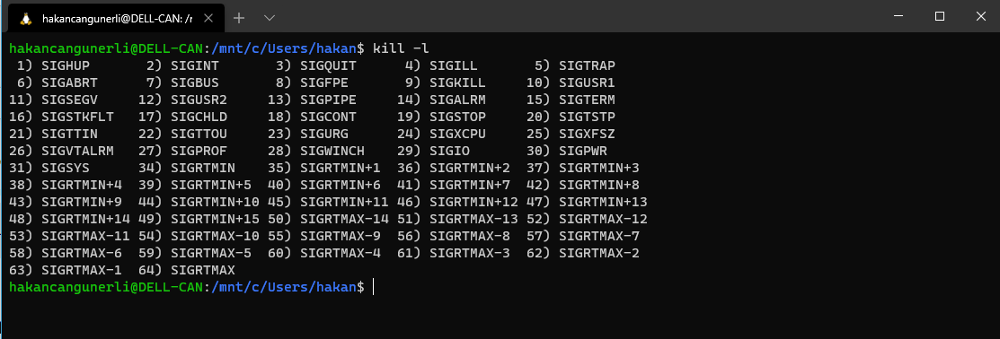 hakancangunerli@DELL-CAN: /r
hakancangunerli@DELL-CAN:/mnt/c/Users/hakan$ kill -l
 1) SIGHUP       2) SIGINT       3) SIGQUIT      4) SIGILL       5) SIGTRAP
 6) SIGABRT      7) SIGBUS       8) SIGFPE       9) SIGKILL     10) SIGUSR1
11) SIGSEGV     12) SIGUSR2     13) SIGPIPE     14) SIGALRM     15) SIGTERM
16) SIGSTKFLT   17) SIGCHLD     18) SIGCONT     19) SIGSTOP     20) SIGTSTP
21) SIGTTIN     22) SIGTTOU     23) SIGURG      24) SIGXCPU     25) SIGXFSZ
26) SIGVTALRM   27) SIGPROF     28) SIGWINCH    29) SIGIO       30) SIGPWR
31) SIGSYS      34) SIGRTMIN    35) SIGRTMIN+1  36) SIGRTMIN+2  37) SIGRTMIN+3
38) SIGRTMIN+4  39) SIGRTMIN+5  40) SIGRTMIN+6  41) SIGRTMIN+7  42) SIGRTMIN+8
43) SIGRTMIN+9  44) SIGRTMIN+10 45) SIGRTMIN+11 46) SIGRTMIN+12 47) SIGRTMIN+13
48) SIGRTMIN+14 49) SIGRTMIN+15 50) SIGRTMAX-14 51) SIGRTMAX-13 52) SIGRTMAX-12
53) SIGRTMAX-11 54) SIGRTMAX-10 55) SIGRTMAX-9  56) SIGRTMAX-8  57) SIGRTMAX-7
58) SIGRTMAX-6  59) SIGRTMAX-5  60) SIGRTMAX-4  61) SIGRTMAX-3  62) SIGRTMAX-2
63) SIGRTMAX-1  64) SIGRTMAX
hakancangunerli@DELL-CAN:/mnt/c/Users/hakan$